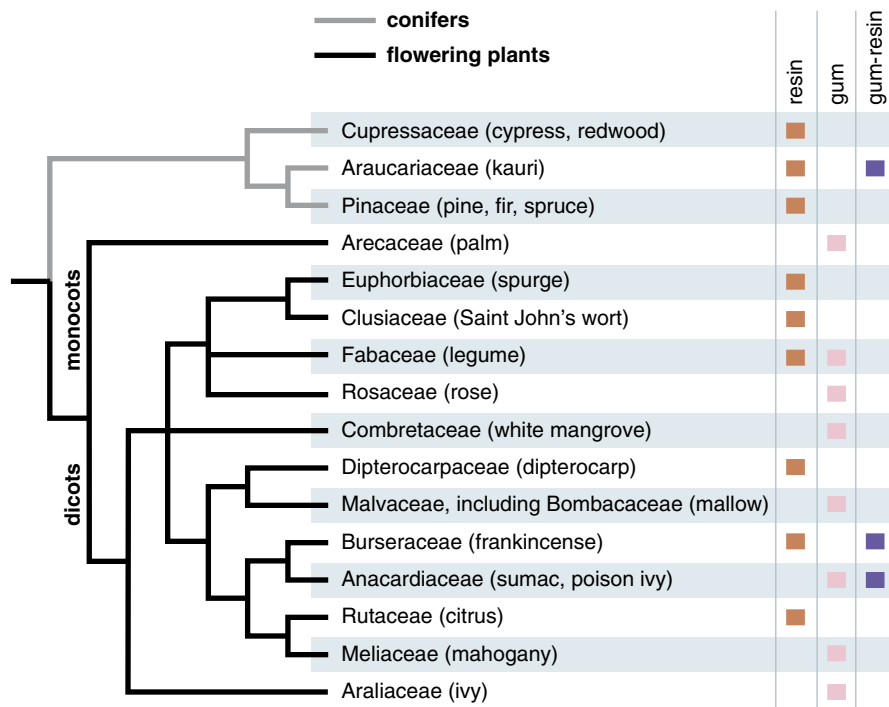 conifers
flowering plants
resin
gum
gum-resin
Cupressaceae (cypress, redwood)
Araucariaceae (kauri)
Pinaceae (pine, fir, spruce)
Arecaceae (palm)
monocots
Euphorbiaceae (spurge)
Clusiaceae (Saint John's wort)
Fabaceae (legume)
Rosaceae (rose)
Combretaceae (white mangrove)
dicots
Dipterocarpaceae (dipterocarp)
Malvaceae, including Bombacaceae (mallow)
Burseraceae (frankincense)
Anacardiaceae (sumac, poison ivy)
Rutaceae (citrus)
Meliaceae (mahogany)
Araliaceae (ivy)